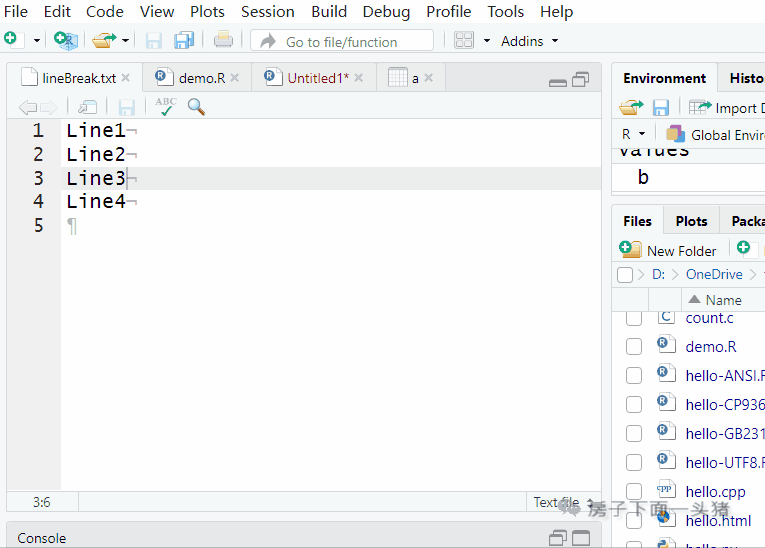 File Edit Code View Plots Session Build Debug Profile Tools Help
Go to file/function Addins
lineBreak.txt demo.R Untitled1* a
ABC
1 Line1¬
2 Line2¬
3 Line3¬
4 Line4¬
5 ¶
3:6 Text file
Console
Environment Histo
Import D
R Global Envir
values
b
Files Plots Packa
New Folder
D: OneDrive
Name
count.c
demo.R
hello-ANSI.R
hello-CP936
hello-GB231
hello-UTF8.R
hello.cpp
hello.html
房子下面一头猪